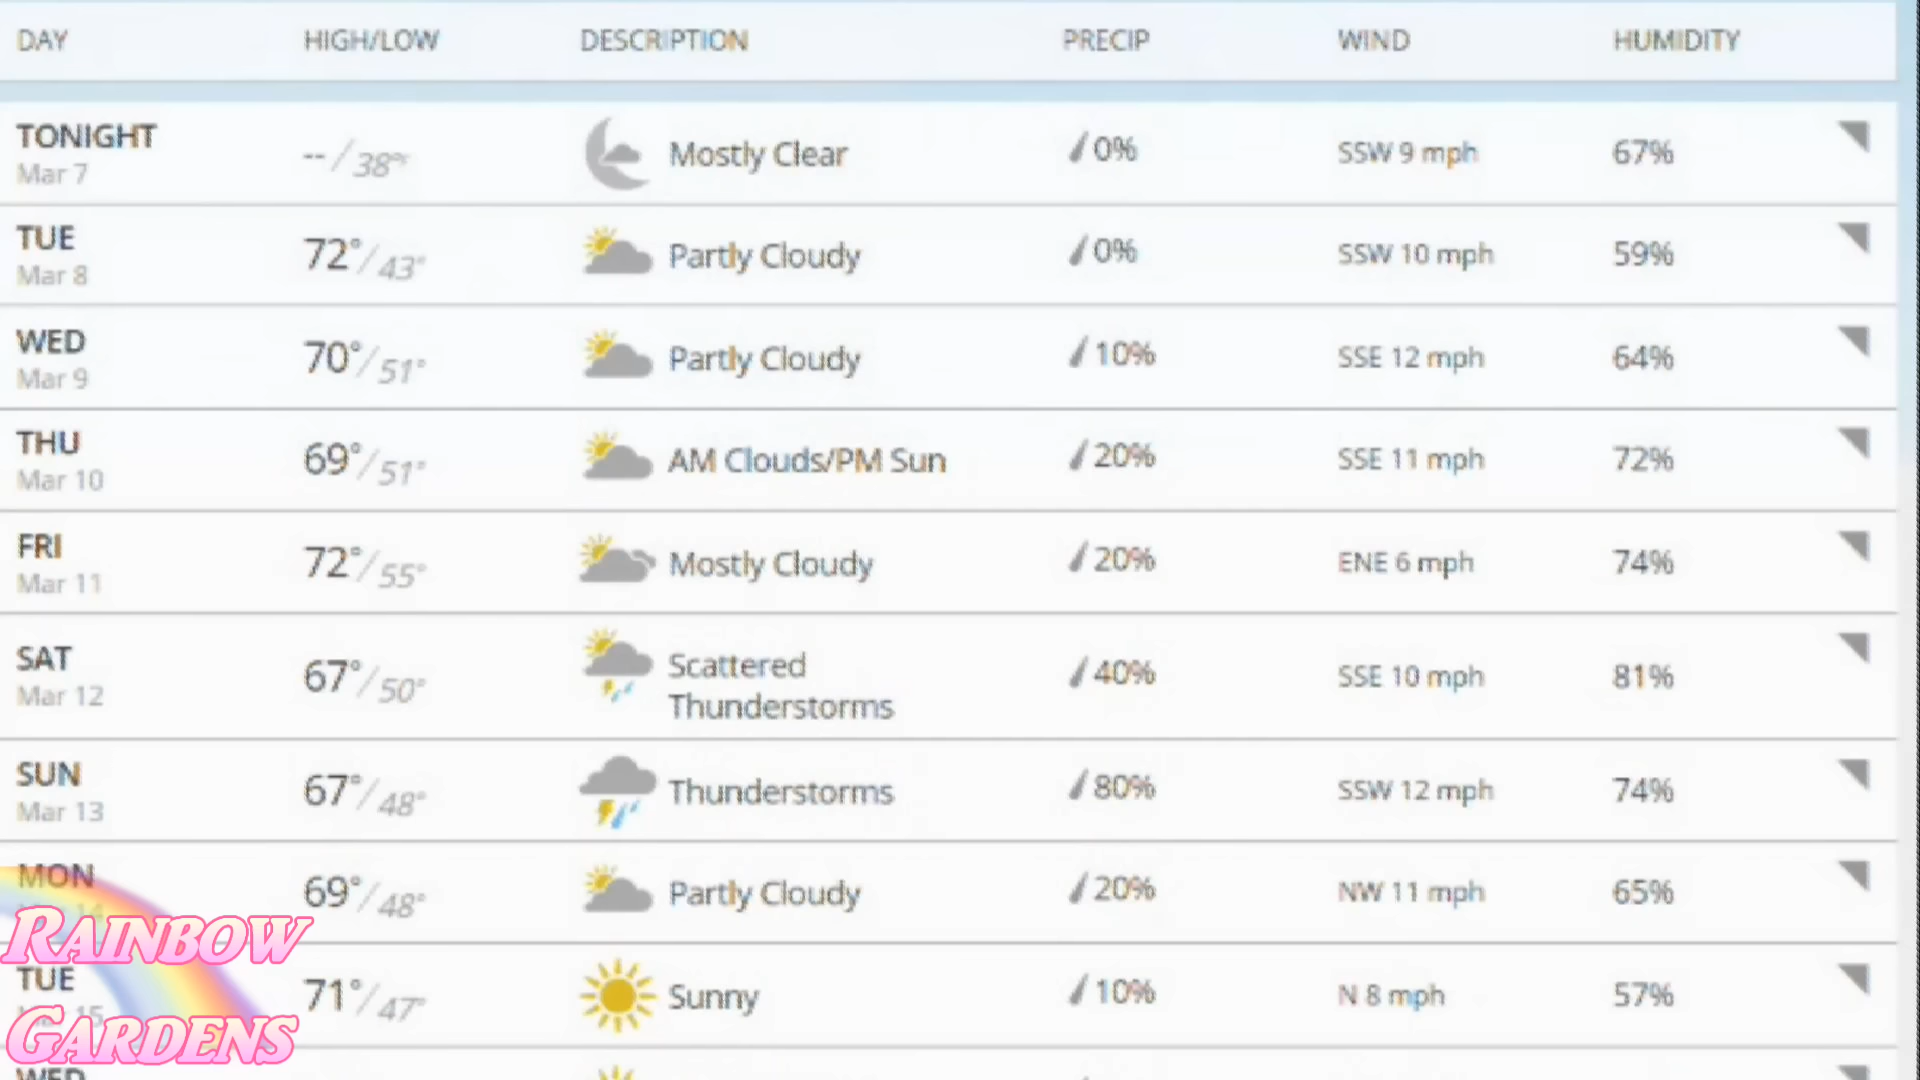 DAY HIGH/LOW DESCRIPTION PRECIP WIND HUMIDITY
TONIGHT
Mar 7
-- / 38° Mostly Clear 0% SSW 9 mph 67%
TUE
Mar 8
72° / 43° Partly Cloudy 0% SSW 10 mph 59%
WED
Mar 9
70° / 51° Partly Cloudy 10% SSE 12 mph 64%
THU
Mar 10
69° / 51° AM Clouds/PM Sun 20% SSE 11 mph 72%
FRI
Mar 11
72° / 55° Mostly Cloudy 20% ENE 6 mph 74%
SAT
Mar 12
67° / 50° Scattered
Thunderstorms 40% SSE 10 mph 81%
SUN
Mar 13
67° / 48° Thunderstorms 80% SSW 12 mph 74%
MON
69° / 48° Partly Cloudy 20% NW 11 mph 65%
RAINBOW
TUE
71° / 47° Sunny 10% N 8 mph 57%
GARDENS
WED